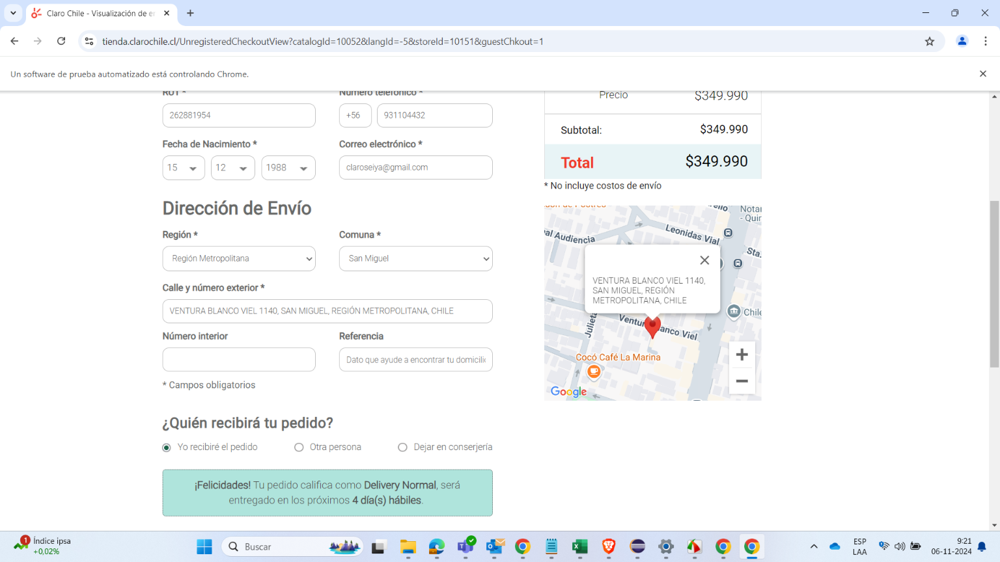 Claro Chile - Visualización de e
tienda.clarochile.cl/UnregisteredCheckoutView?catalogId=10052&langId=-5&storeId=10151&guestChkout=1
Un software de prueba automatizado está controlando Chrome.
RUT *
Número telefónico *
262881954
+56
931104432
Fecha de Nacimiento *
Correo electrónico *
15
12
1988
claroseiya@gmail.com
Dirección de Envío
Región *
Comuna *
Región Metropolitana
San Miguel
Calle y número exterior *
VENTURA BLANCO VIEL 1140, SAN MIGUEL, REGIÓN METROPOLITANA, CHILE
Número interior
Referencia
Dato que ayude a encontrar tu domicili
* Campos obligatorios
¿Quién recibirá tu pedido?
Yo recibiré el pedido
Otra persona
Dejar en conserjería
¡Felicidades! Tu pedido califica como Delivery Normal, será
entregado en los próximos 4 día(s) hábiles.
Precio
$349.990
Subtotal:
$349.990
Total
$349.990
* No incluye costos de envío
Notar
- Quir
Leonidas Vial
al Audiencia
Sta.
VENTURA BLANCO VIEL 1140,
SAN MIGUEL, REGIÓN
METROPOLITANA, CHILE
Chile
Julieta
Ventu
anco Viel
Cocó Café La Marina
Google
1
Índice ipsa
+0,02%
Buscar
ESP
LAA
9:21
06-11-2024